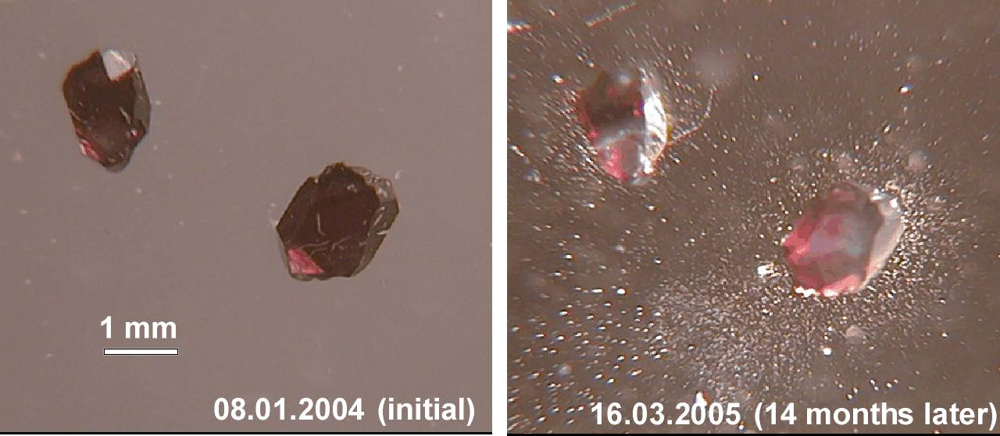 1 mm
08.01.2004 (initial)
16.03.2005 (14 months later)